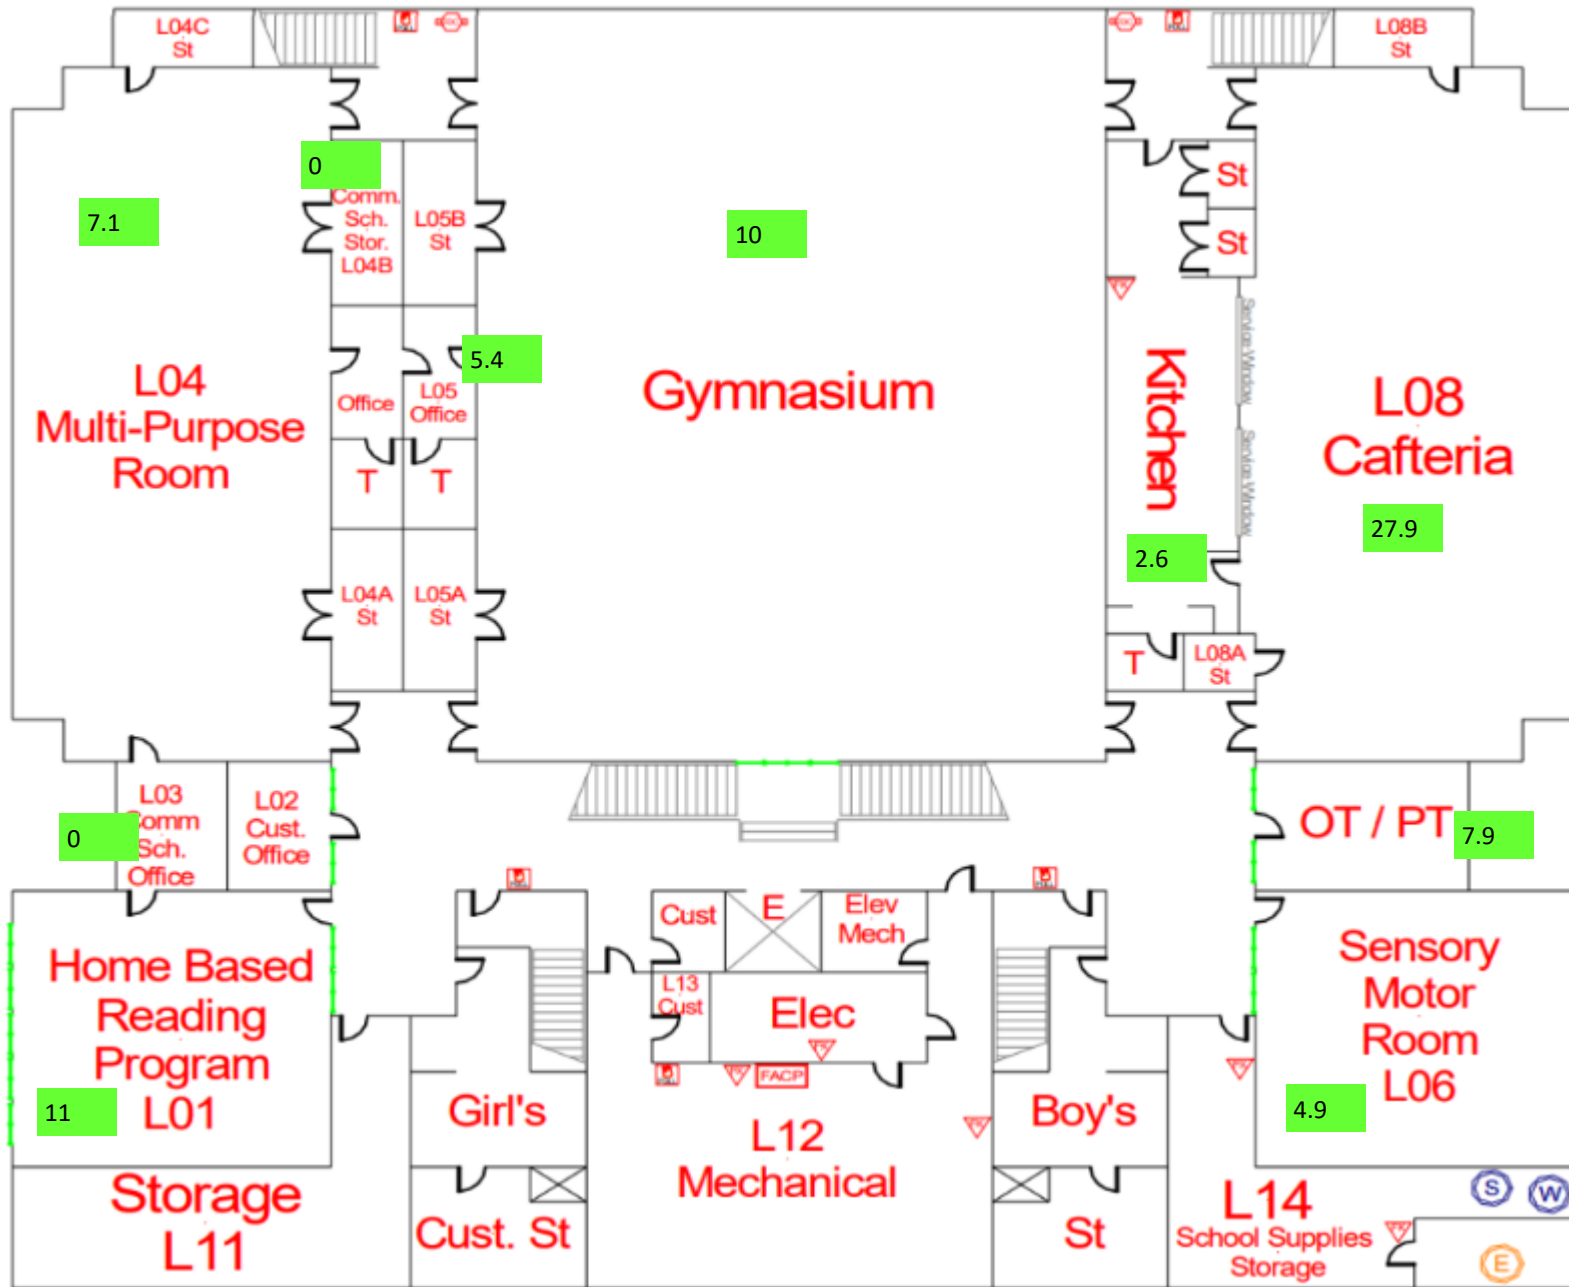 L04C
St
L08B
St
0
Comm.
Sch.
Stor.
L04B
L05B
St
7.1
10
St
St
Service Window
Service Window
5.4
Office
L05
Office
T
T
L04
Multi-Purpose
Room
Gymnasium
Kitchen
L08
Cafteria
27.9
2.6
L04A
St
L05A
St
T
L08A
St
L03
Comm
Sch.
Office
0
L02
Cust.
Office
OT / PT
7.9
Cust
E
Elev
Mech
L13
Cust
Elec
FACP
Home Based
Reading
Program
L01
11
Girl's
L12
Mechanical
Boy's
Sensory
Motor
Room
L06
4.9
Storage
L11
Cust. St
St
L14
School Supplies
Storage
S
W
E